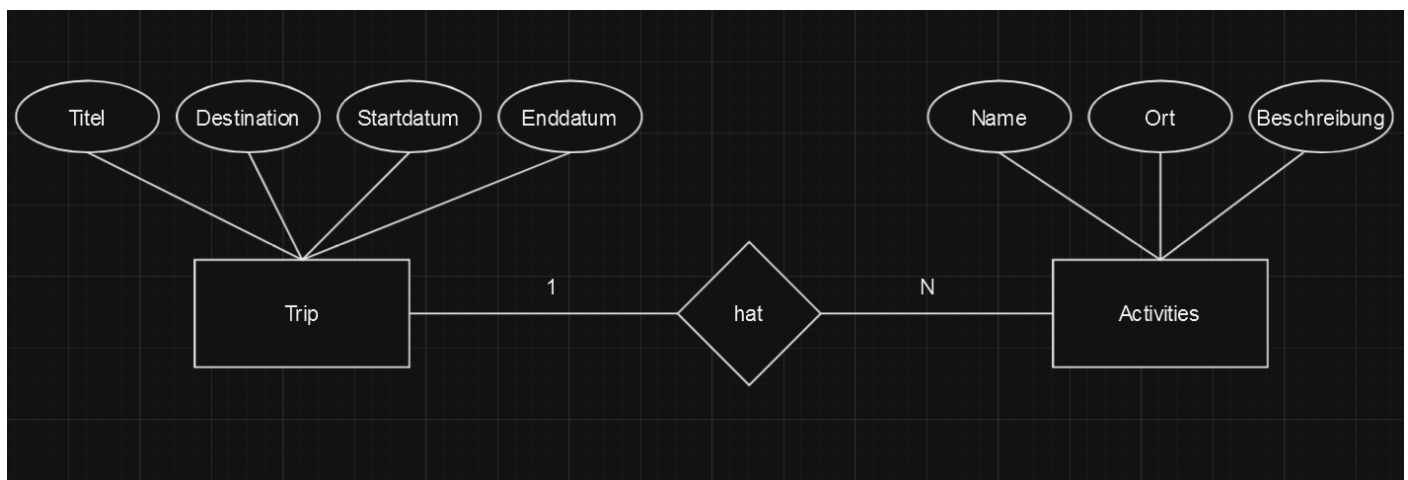 Titel
Destination
Startdatum
Enddatum
Name
Ort
Beschreibung
1
N
Trip
hat
Activities